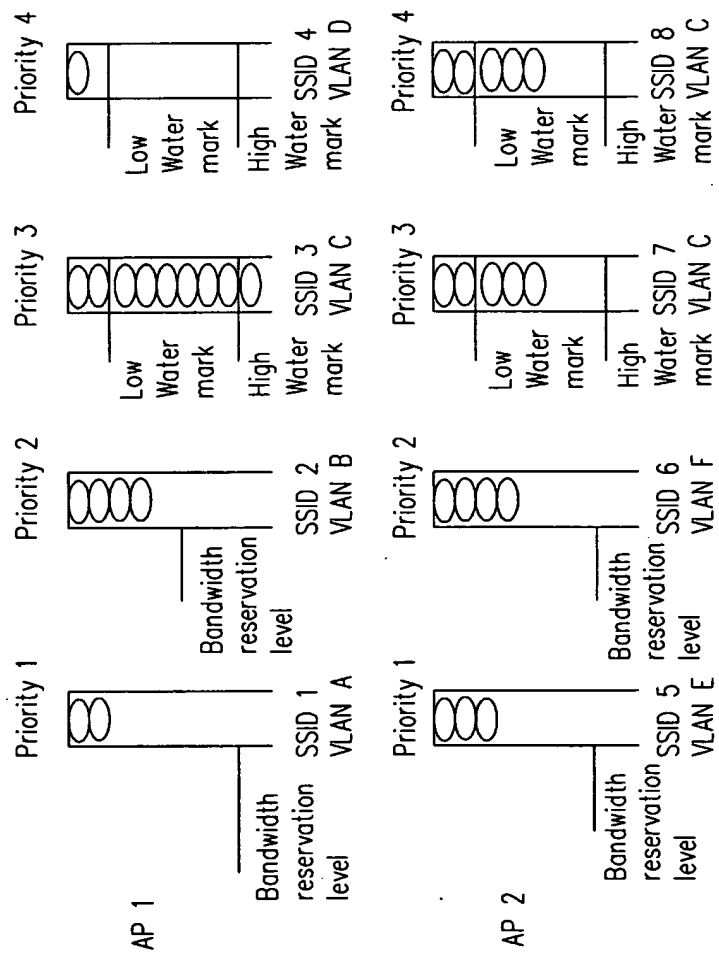 Priority 1
Priority 2
Priority 3
Priority 4
AP 1
Bandwidth
reservation
level
SSID 1
VLAN A
Bandwidth
reservation
level
SSID 2
VLAN B
Low
Water
mark
High
Water
mark
SSID 3
VLAN C
Low
Water
mark
High
Water
mark
SSID 4
VLAN D
Priority 1
Priority 2
Priority 3
Priority 4
AP 2
Bandwidth
reservation
level
SSID 5
VLAN E
Bandwidth
reservation
level
SSID 6
VLAN F
Low
Water
mark
High
Water
mark
SSID 7
VLAN C
Low
Water
mark
High
Water
mark
SSID 8
VLAN C